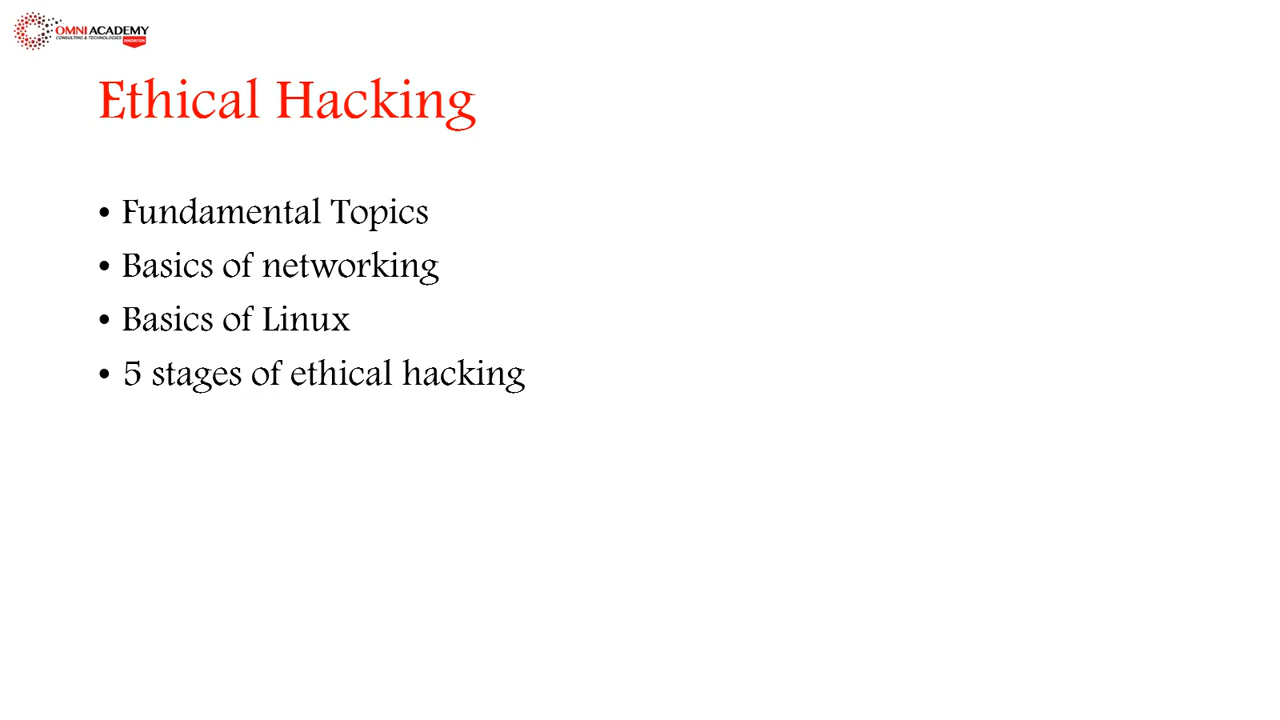 OMNI ACADEMY
CONSULTING & TECHNOLOGIES
Ethical Hacking
• Fundamental Topics
• Basics of networking
• Basics of Linux
• 5 stages of ethical hacking